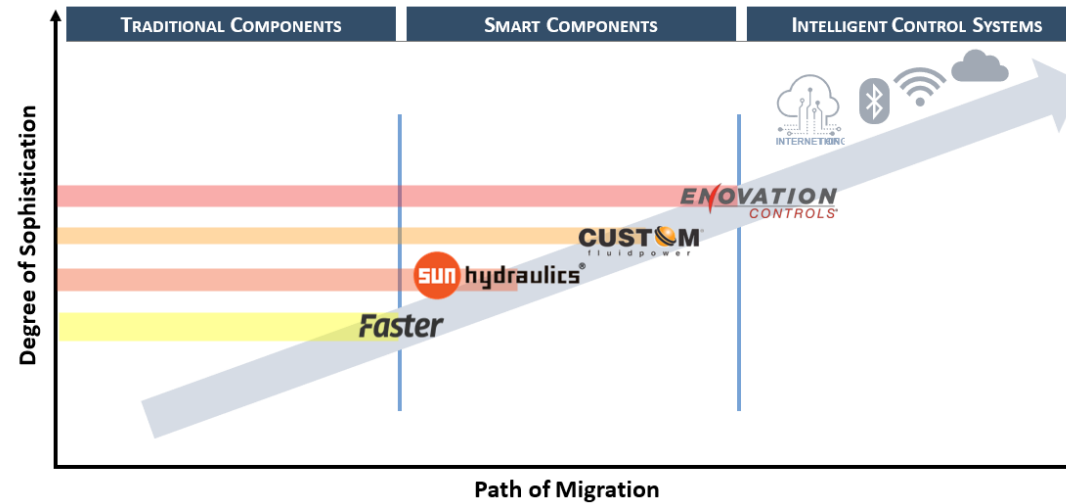 TRADITIONAL COMPONENTS
SMART COMPONENTS
INTELLIGENT CONTROL SYSTEMS
Degree of Sophistication
ENOVATION
CONTROLS®
CUSTOM
fluidpower
sun hydraulics®
Faster
Path of Migration